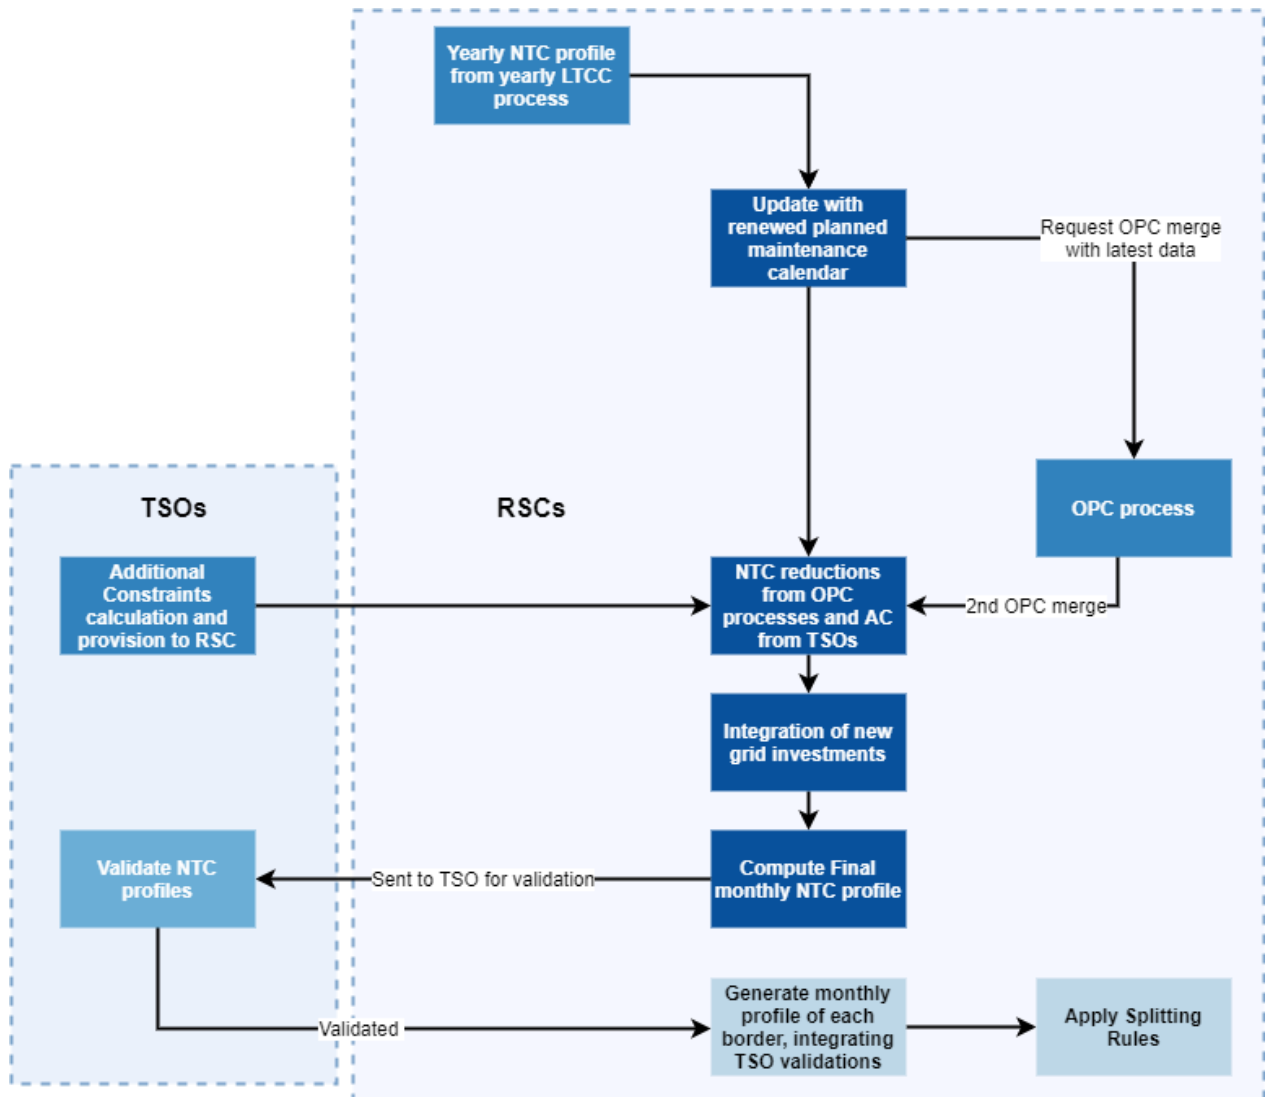 Yearly NTC profile
from yearly LTCC
process
Update with
renewed planned
maintenance
calendar
Request OPC merge
with latest data
OPC process
TSOs
RSCs
Additional
Constraints
calculation and
provision to RSC
NTC reductions
from OPC
processes and AC
from TSOs
2nd OPC merge
Integration of new
grid investments
Validate NTC
profiles
Sent to TSO for validation
Compute Final
monthly NTC profile
Validated
Generate monthly
profile of each
border, integrating
TSO validations
Apply Splitting
Rules